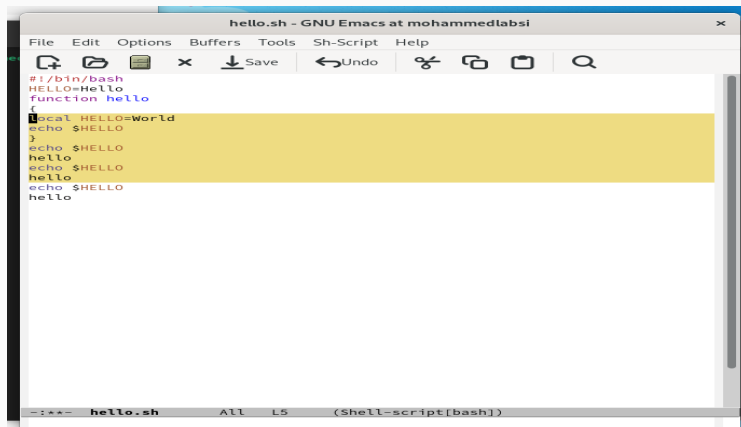 hello.sh - GNU Emacs at mohammedlabsi
File Edit Options Buffers Tools Sh-Script Help
Save Undo
#!/bin/bash
HELLO=Hello
function hello
{
local HELLO=World
echo $HELLO
}
echo $HELLO
hello
echo $HELLO
hello
echo $HELLO
hello
-:**- hello.sh All L5 (Shell-script[bash])